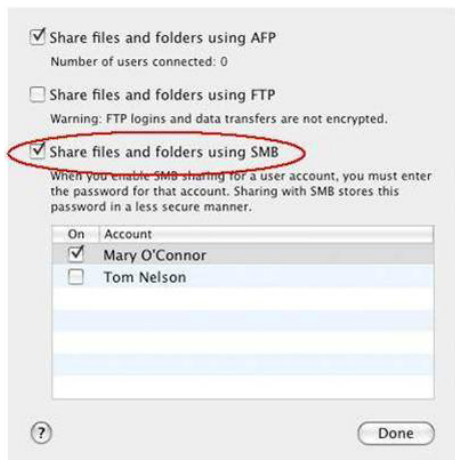 Share files and folders using AFP
Number of users connected: 0
Share files and folders using FTP
Warning: FTP logins and data transfers are not encrypted.
Share files and folders using SMB
When you enable SMB sharing for a user account, you must enter
the password for that account. Sharing with SMB stores this
password in a less secure manner.
On Account
Mary O'Connor
Tom Nelson
? Done